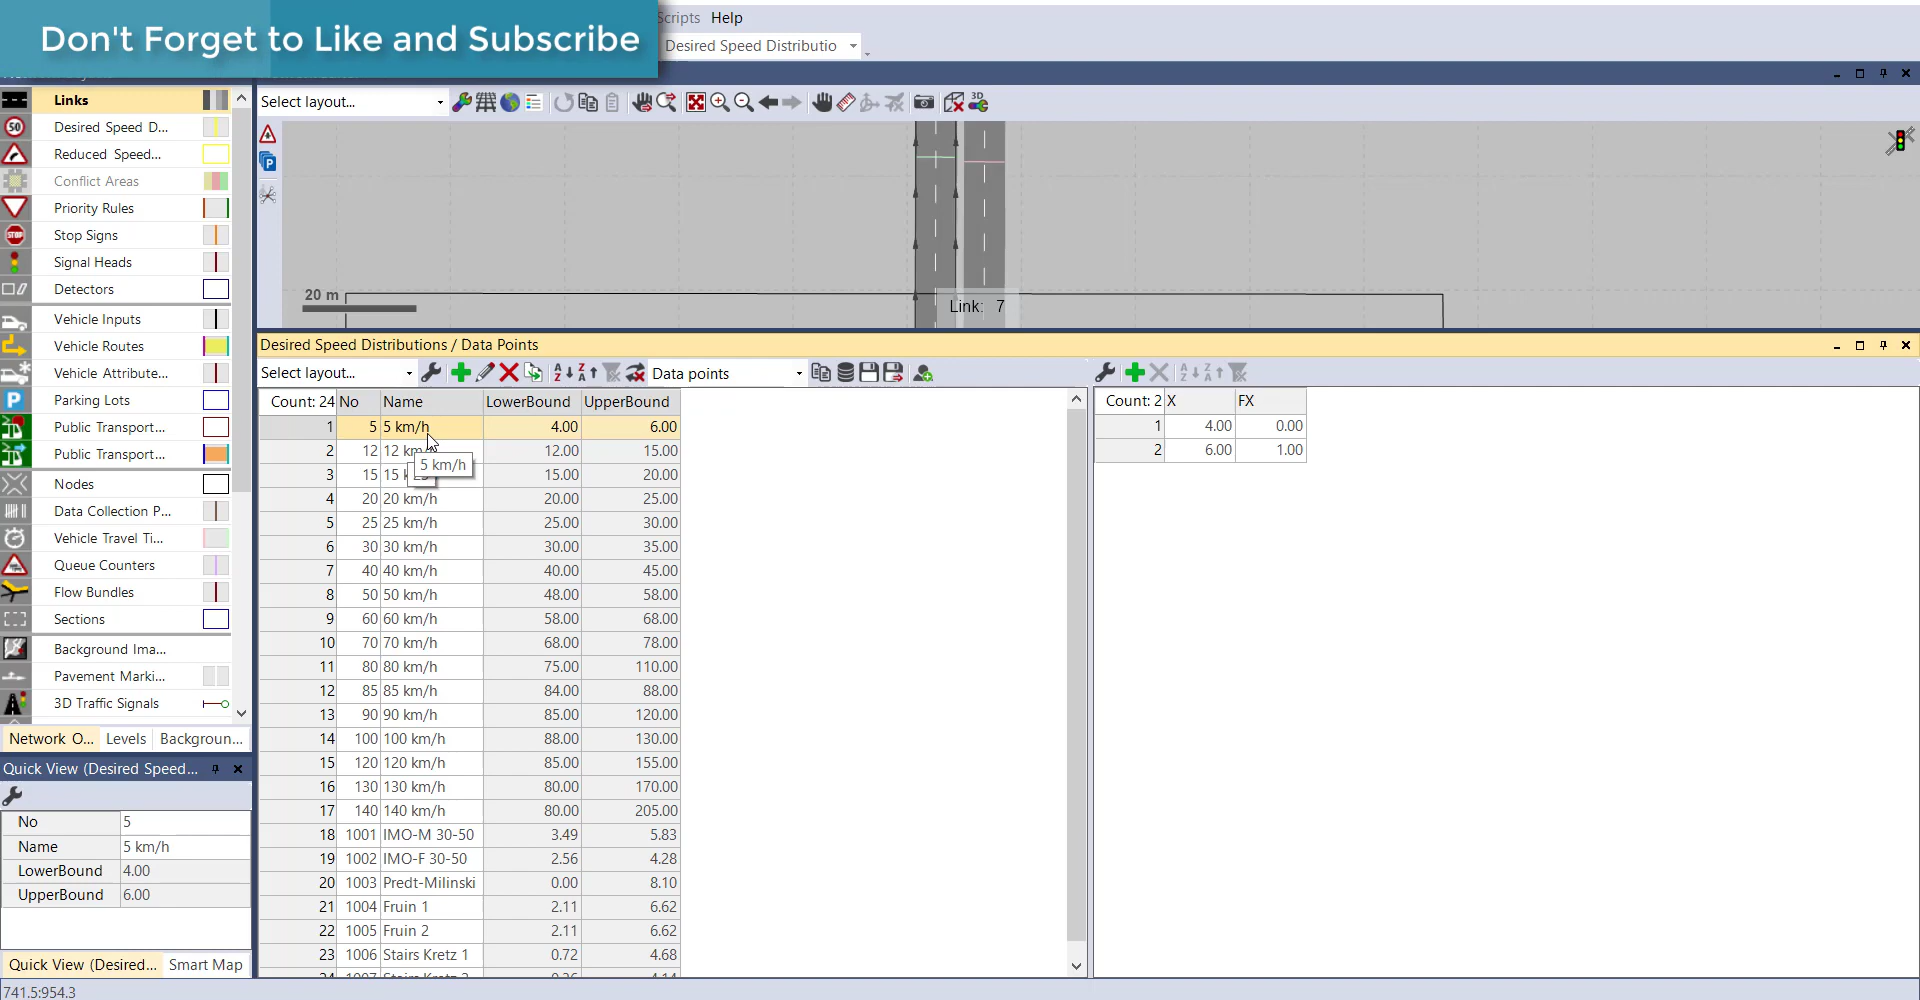 Don't Forget to Like and Subscribe
Scripts Help
Desired Speed Distributio
Links
Desired Speed D...
Reduced Speed...
Conflict Areas
Priority Rules
Stop Signs
Signal Heads
Detectors
Vehicle Inputs
Vehicle Routes
Vehicle Attribute...
Parking Lots
Public Transport...
Public Transport...
Nodes
Data Collection P...
Vehicle Travel Ti...
Queue Counters
Flow Bundles
Sections
Background Ima...
Pavement Marki...
3D Traffic Signals
Network O... Levels Backgroun...
Quick View (Desired Speed...
No 5
Name 5 km/h
LowerBound 4.00
UpperBound 6.00
Quick View (Desired... Smart Map
741.5:954.3
Select layout...
3D
20 m
Link: 7
Desired Speed Distributions / Data Points
Select layout... Data points
Count: 24 No Name LowerBound UpperBound
1 5 5 km/h 4.00 6.00
2 12 12 km 12.00 15.00
5 km/h
3 15 15 k 15.00 20.00
4 20 20 km/h 20.00 25.00
5 25 25 km/h 25.00 30.00
6 30 30 km/h 30.00 35.00
7 40 40 km/h 40.00 45.00
8 50 50 km/h 48.00 58.00
9 60 60 km/h 58.00 68.00
10 70 70 km/h 68.00 78.00
11 80 80 km/h 75.00 110.00
12 85 85 km/h 84.00 88.00
13 90 90 km/h 85.00 120.00
14 100 100 km/h 88.00 130.00
15 120 120 km/h 85.00 155.00
16 130 130 km/h 80.00 170.00
17 140 140 km/h 80.00 205.00
18 1001 IMO-M 30-50 3.49 5.83
19 1002 IMO-F 30-50 2.56 4.28
20 1003 Predt-Milinski 0.00 8.10
21 1004 Fruin 1 2.11 6.62
22 1005 Fruin 2 2.11 6.62
23 1006 Stairs Kretz 1 0.72 4.68
Count: 2 X FX
1 4.00 0.00
2 6.00 1.00